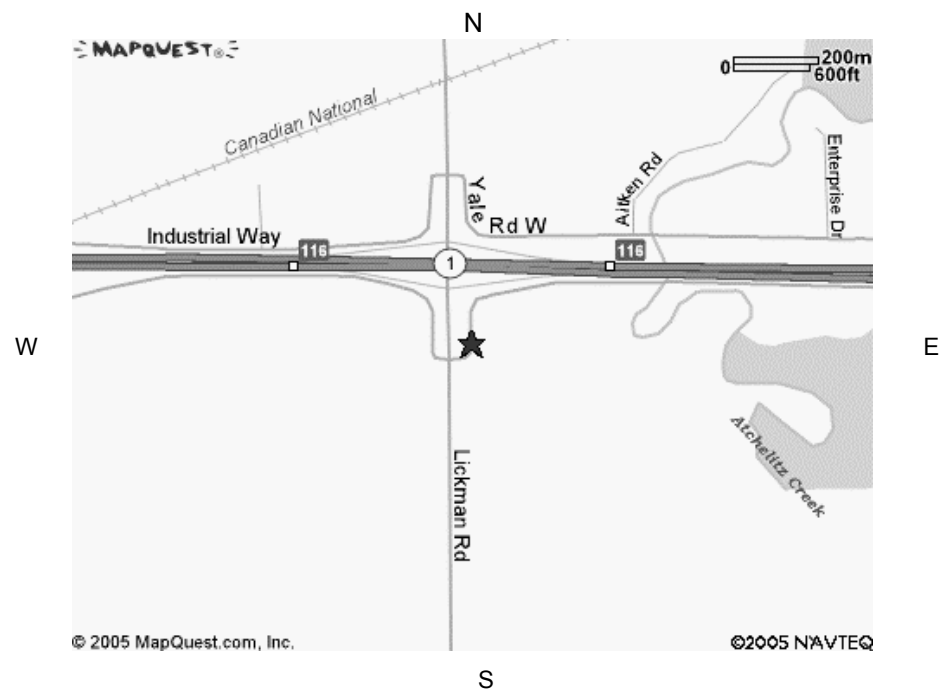 N
MAPQUEST®
0 200m
600ft
Canadian National
Enterprise Dr
Aitken Rd
Yale
Rd W
Industrial Way
116
116
1
W
E
Atchelitz Creek
Lickman Rd
© 2005 MapQuest.com, Inc.
©2005 NAVTEQ
S